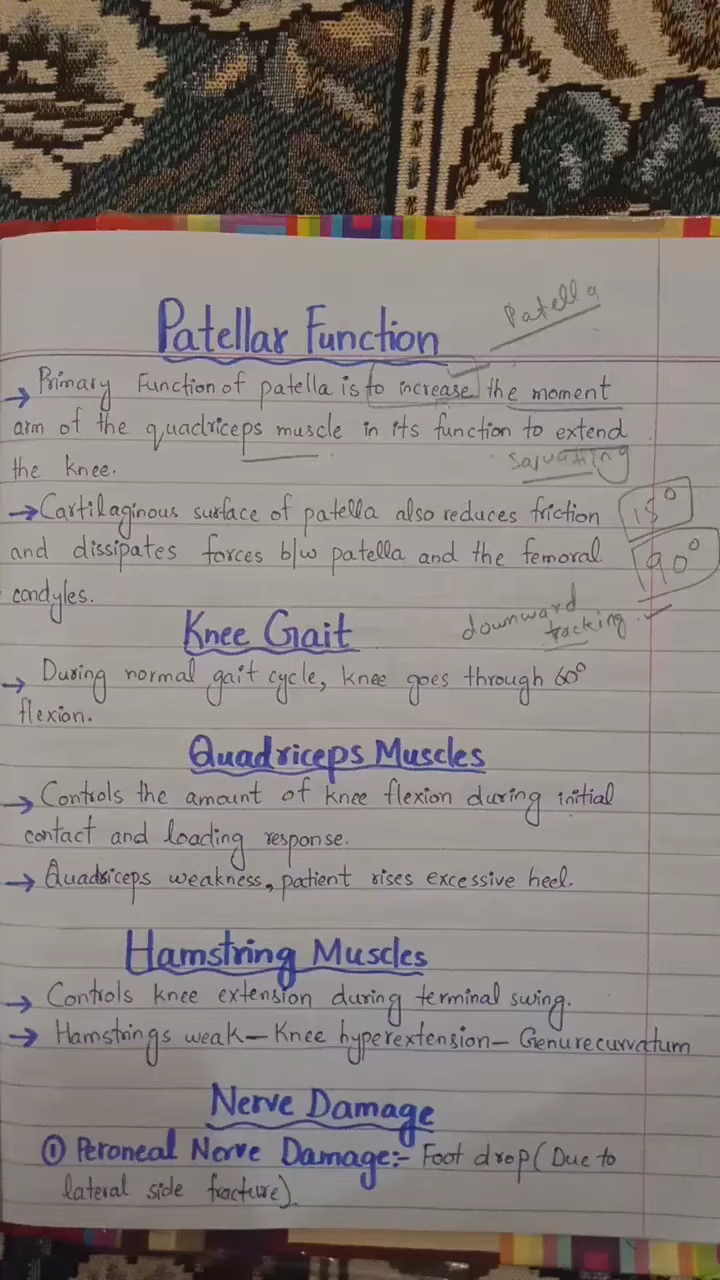 Patella
Patellar Function
→ Primary Function of patella is to increase the moment
arm of the quadriceps muscle in its function to extend
the knee.
→ Cartilaginous surface of patella also reduces friction
15°
and dissipates forces b/w patella and the femoral
90°
condyles.
downward
tracking
Knee Gait
→ During normal gait cycle, knee goes through 60°
flexion.
Quadriceps Muscles
→ Controls the amount of knee flexion during initial
contact and loading response.
→ Quadriceps weakness, patient rises excessive heel.
Hamstring Muscles
→ Controls knee extension during terminal swing.
→ Hamstrings weak – Knee hyperextension – Genurecurvatum
Nerve Damage
① Peroneal Nerve Damage:- Foot drop (Due to
lateral side fracture).